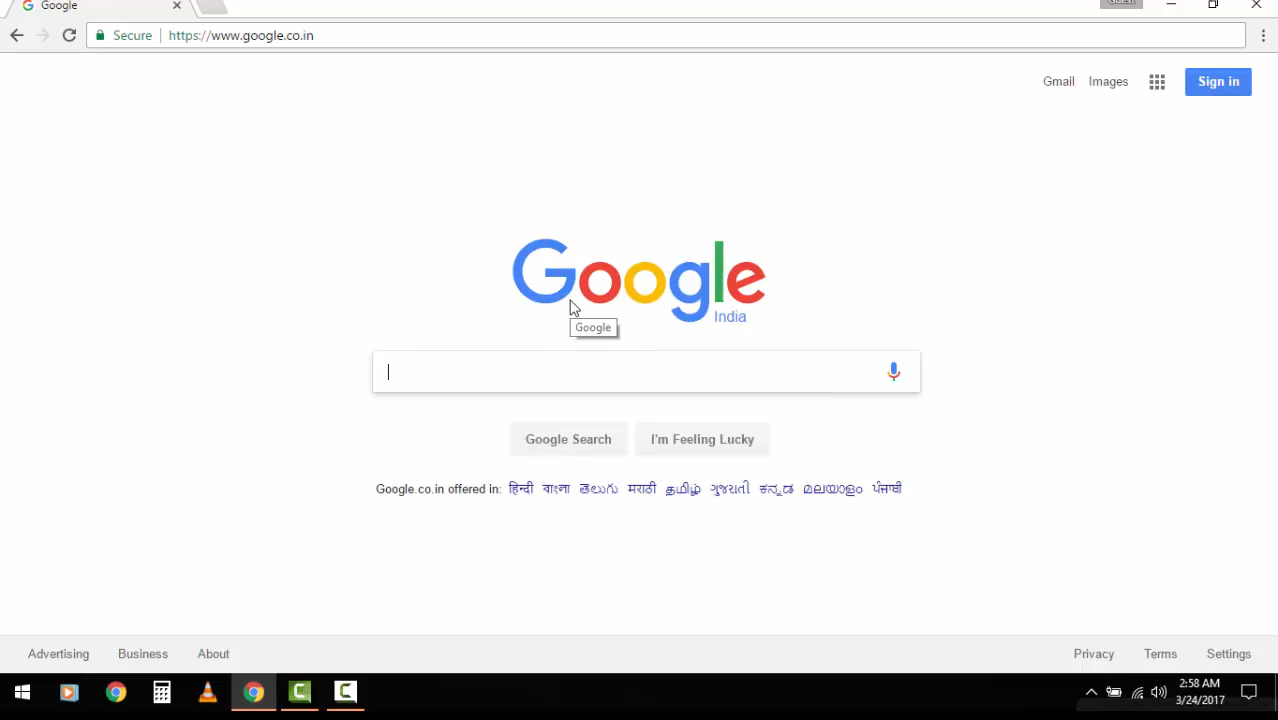 Google
Guest
Secure https://www.google.co.in
Gmail Images Sign in
Google
India
Google
Google Search I'm Feeling Lucky
Google.co.in offered in: हिन्दी বাংলা తెలుగు मराठी தமிழ் ગુજરાતી ಕನ್ನಡ മലയാളം ਪੰਜਾਬੀ
Advertising Business About Privacy Terms Settings
2:58 AM
3/24/2017